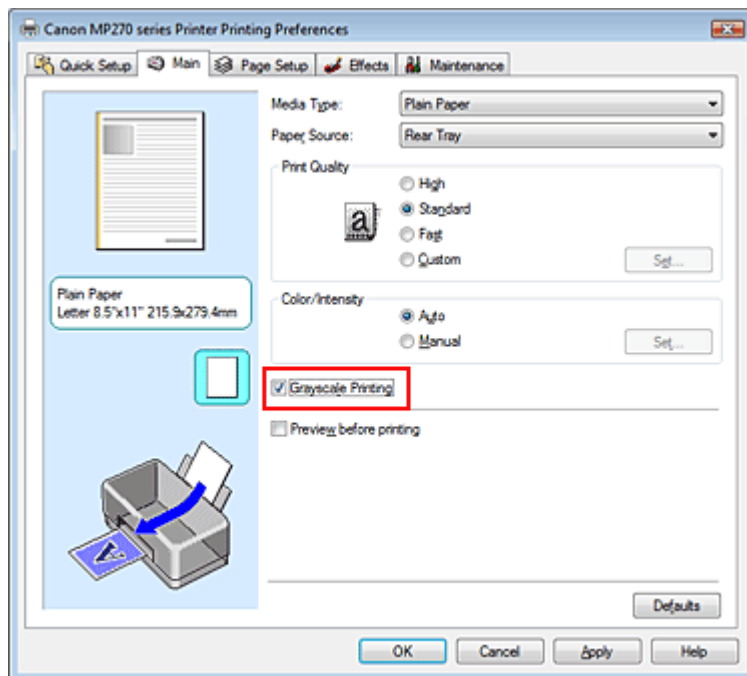 Canon MP270 series Printer Printing Preferences
Quick Setup Main Page Setup Effects Maintenance
Media Type: Plain Paper
Paper Source: Rear Tray
Print Quality
High
a
Standard
Fast
Custom Set...
Plain Paper
Letter 8.5"x11" 215.9x279.4mm
Color/Intensity
Auto
Manual Set...
Grayscale Printing
Preview before printing
A
Defaults
OK Cancel Apply Help